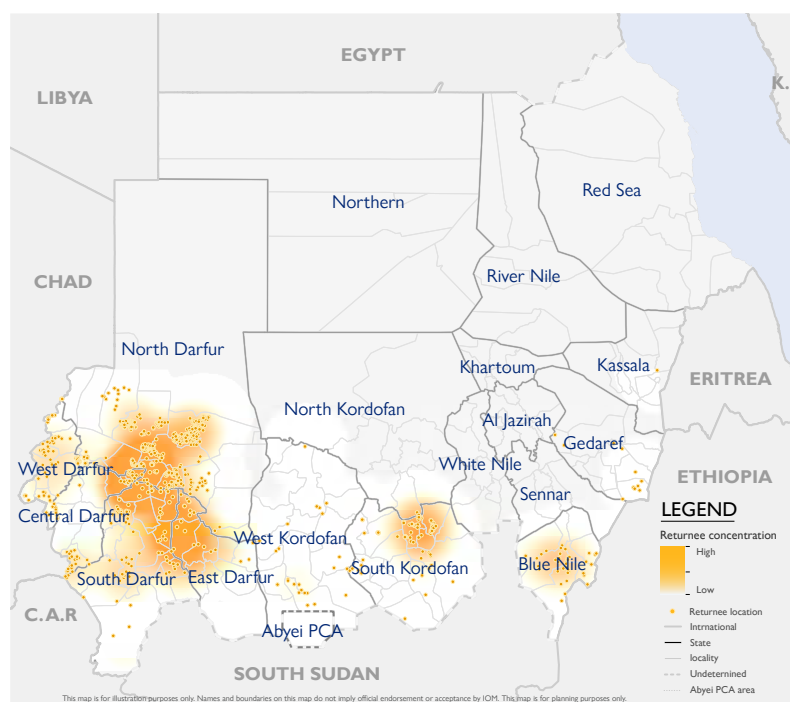 EGYPT
LIBYA
K.
Red Sea
Northern
River Nile
CHAD
North Darfur
Khartoum
Kassala
ERITREA
North Kordofan
Al Jazirah
Gedaref
West Darfur
White Nile
ETHIOPIA
Sennar
LEGEND
Central Darfur
West Kordofan
Returnee concentration
High
South Kordofan
Blue Nile
South Darfur
East Darfur
Low
C.A.R
Returnee location
Intrnational
Abyei PCA
State
locality
SOUTH SUDAN
Undeternined
Abyei PCA area
This map is for illustration purposes only. Names and boundaries on this map do not imply official endorsement or acceptance by IOM. This map is for planning purposes only.